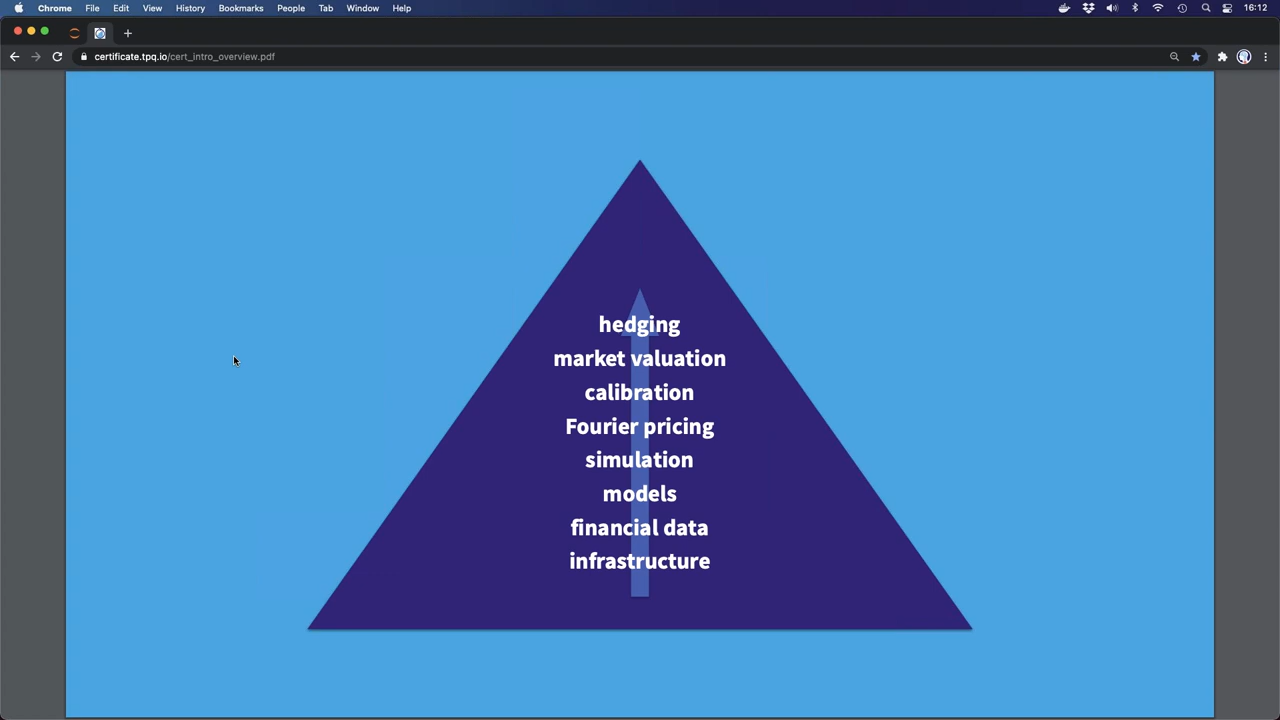 Chrome File Edit View History Bookmarks People Tab Window Help 16:12
certificate.tpq.io/cert_intro_overview.pdf
hedging
market valuation
calibration
Fourier pricing
simulation
models
financial data
infrastructure